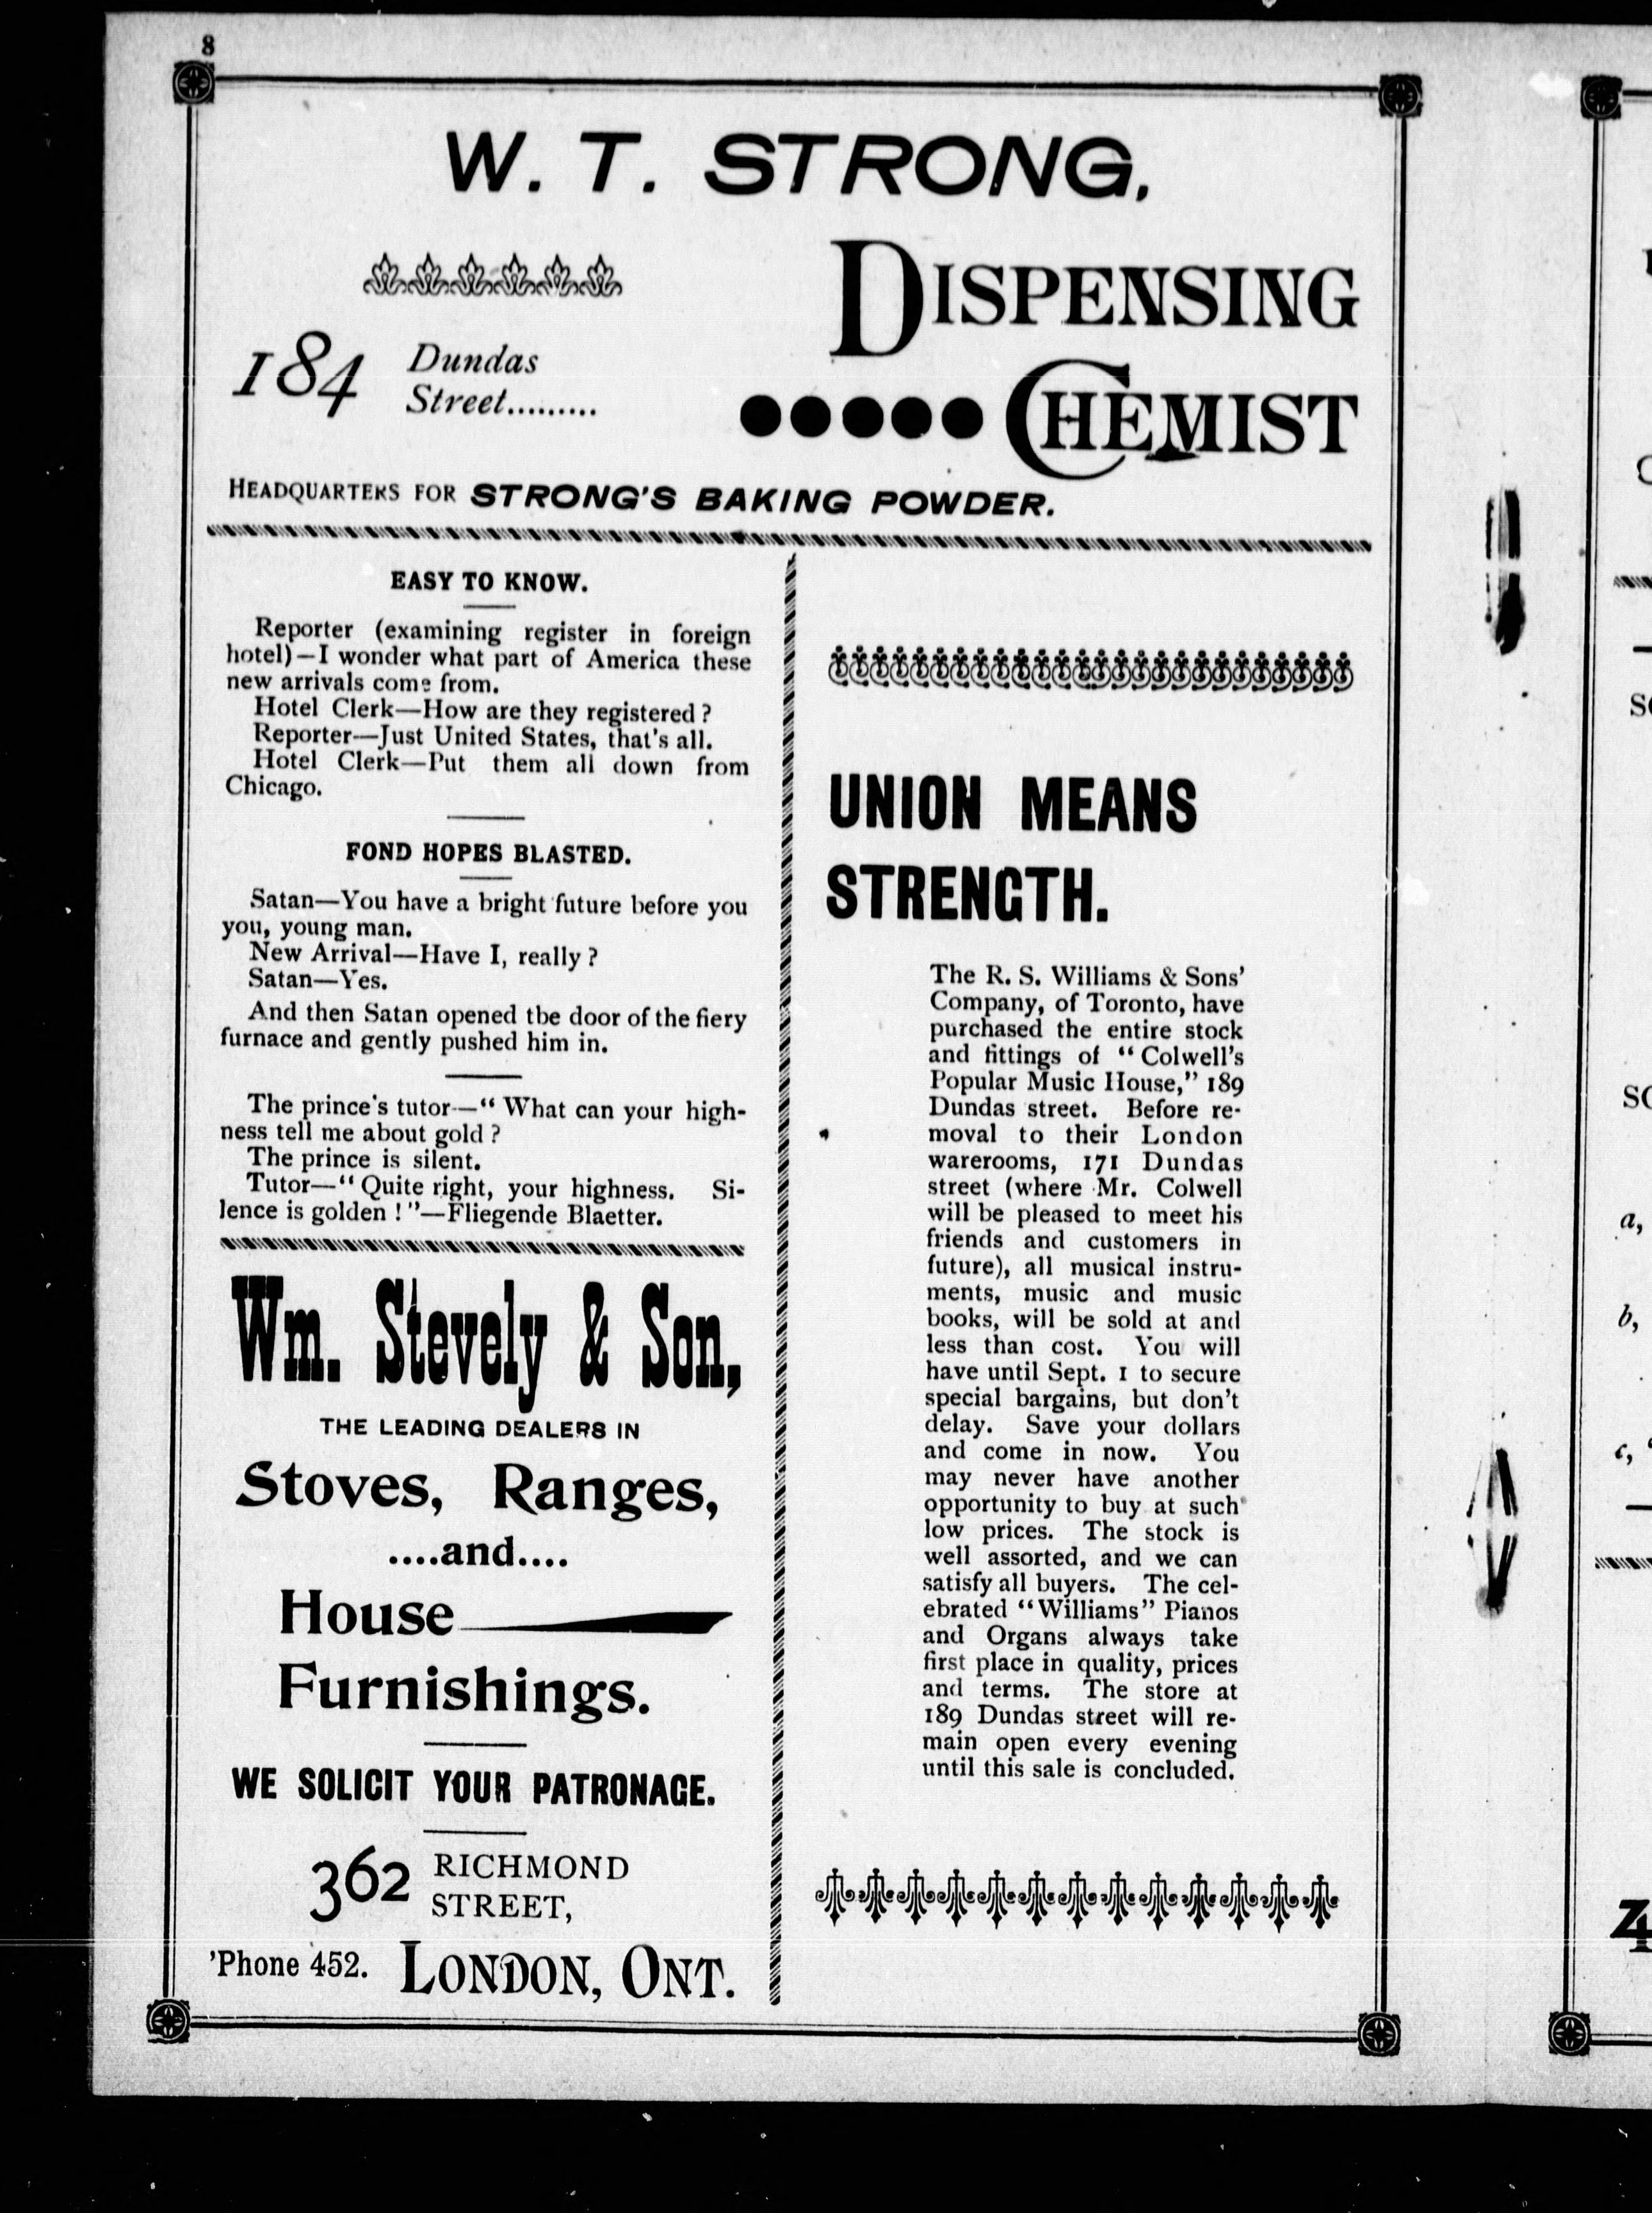 8
W. T. STRONG,
184 Dundas
Street.........
DISPENSING
CHEMIST
HEADQUARTERS FOR STRONG'S BAKING POWDER.
EASY TO KNOW.
Reporter (examining register in foreign
hotel)—I wonder what part of America these
new arrivals come from.
Hotel Clerk—How are they registered?
Reporter—Just United States, that's all.
Hotel Clerk—Put them all down from
Chicago.
FOND HOPES BLASTED.
Satan—You have a bright future before you
you, young man.
New Arrival—Have I, really?
Satan—Yes.
And then Satan opened tbe door of the fiery
furnace and gently pushed him in.
The prince's tutor—“What can your high-
ness tell me about gold?
The prince is silent.
Tutor—“Quite right, your highness. Si-
lence is golden!”—Fliegende Blaetter.
Wm. Stevely & Son,
THE LEADING DEALERS IN
Stoves, Ranges,
....and....
House
Furnishings.
WE SOLICIT YOUR PATRONAGE.
362 RICHMOND
STREET,
'Phone 452. LONDON, ONT.
UNION MEANS
STRENGTH.
The R. S. Williams & Sons'
Company, of Toronto, have
purchased the entire stock
and fittings of “Colwell's
Popular Music House,” 189
Dundas street. Before re-
moval to their London
warerooms, 171 Dundas
street (where Mr. Colwell
will be pleased to meet his
friends and customers in
future), all musical instru-
ments, music and music
books, will be sold at and
less than cost. You will
have until Sept. 1 to secure
special bargains, but don't
delay. Save your dollars
and come in now. You
may never have another
opportunity to buy at such
low prices. The stock is
well assorted, and we can
satisfy all buyers. The cel-
ebrated “Williams” Pianos
and Organs always take
first place in quality, prices
and terms. The store at
189 Dundas street will re-
main open every evening
until this sale is concluded.
SO
a,
b,
c,